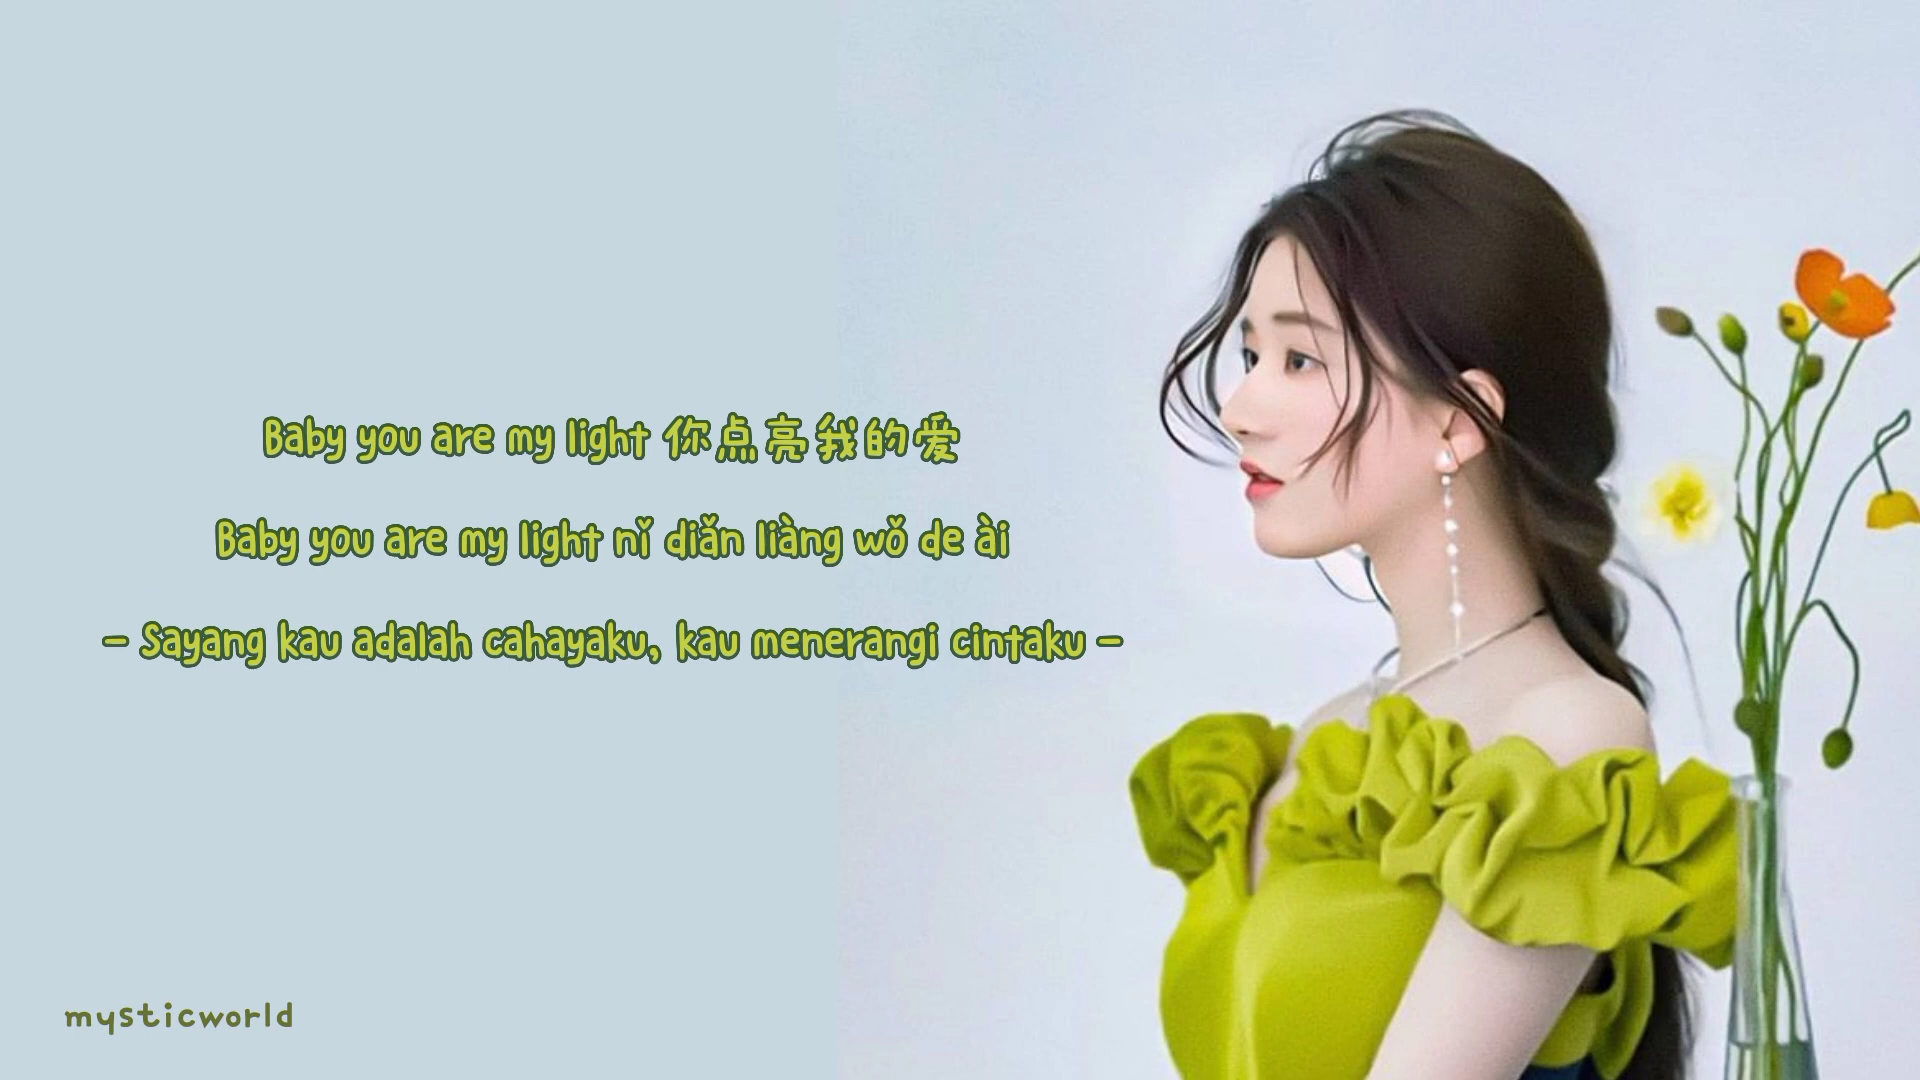 Baby you are my light 你点亮我的爱
Baby you are my light nǐ diǎn liàng wǒ de ài
- Sayang kau adalah cahayaku, kau menerangi cintaku -
mysticworld